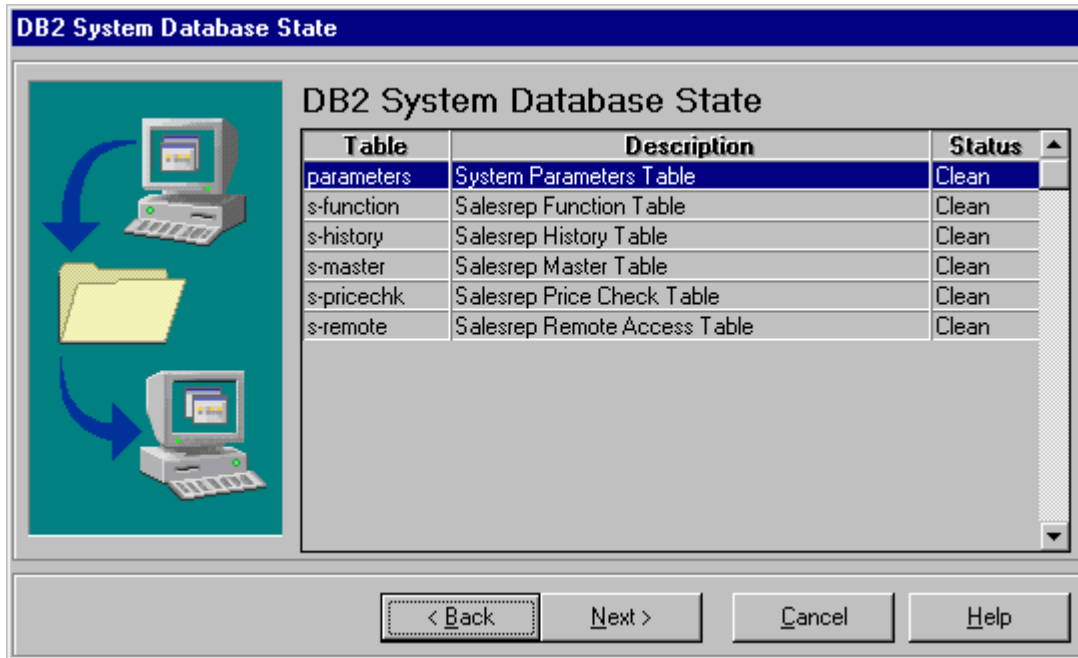 DB2 System Database State
DB2 System Database State
Table Description Status
parameters System Parameters Table Clean
s-function Salesrep Function Table Clean
s-history Salesrep History Table Clean
s-master Salesrep Master Table Clean
s-pricechk Salesrep Price Check Table Clean
s-remote Salesrep Remote Access Table Clean
< Back Next > Cancel Help